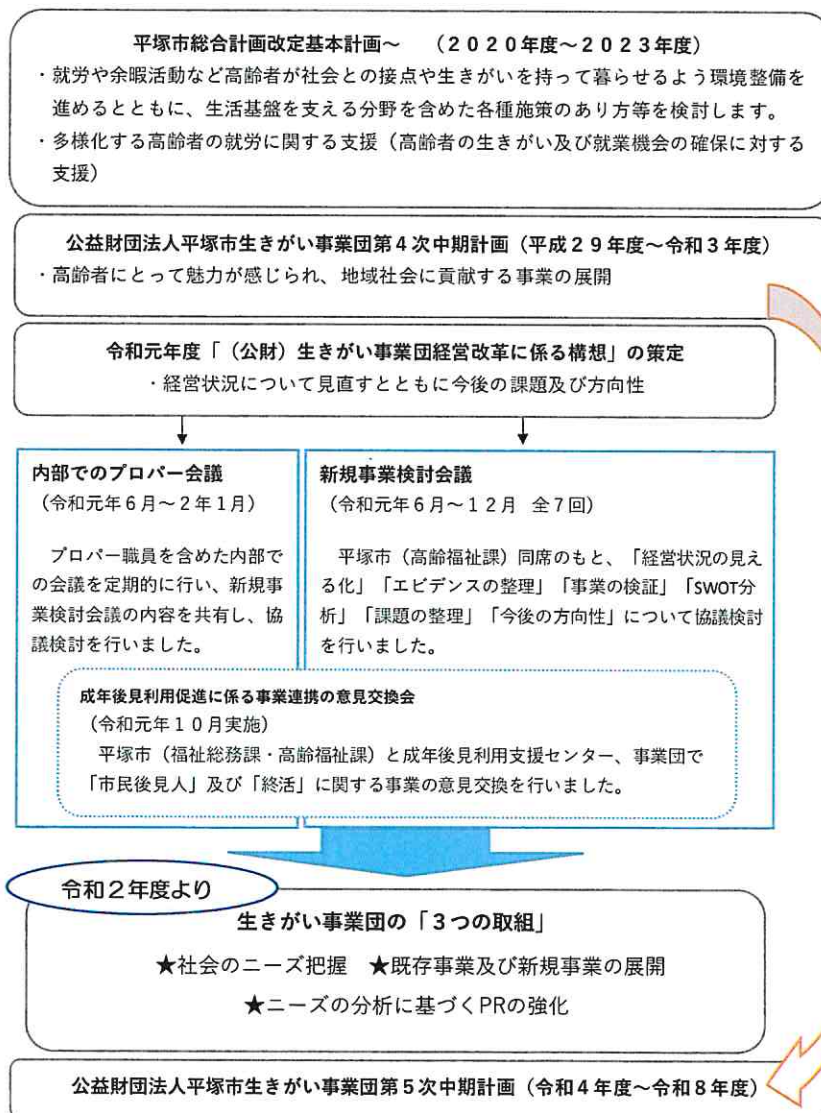 平塚市総合計画改定基本計画～　（２０２０年度～２０２３年度）
・就労や余暇活動など高齢者が社会との接点や生きがいを持って暮らせるよう環境整備を
進めるとともに、生活基盤を支える分野を含めた各種施策のあり方等を検討します。
・多様化する高齢者の就労に関する支援（高齢者の生きがい及び就業機会の確保に対する
支援）
公益財団法人平塚市生きがい事業団第４次中期計画（平成２９年度～令和３年度）
・高齢者にとって魅力が感じられ、地域社会に貢献する事業の展開
令和元年度「（公財）生きがい事業団経営改革に係る構想」の策定
・経営状況について見直すとともに今後の課題及び方向性
内部でのプロパー会議
（令和元年６月～２年１月）
プロパー職員を含めた内部で
の会議を定期的に行い、新規事
業検討会議の内容を共有し、協
議検討を行いました。
新規事業検討会議
（令和元年６月～１２月 全７回）
平塚市（高齢福祉課）同席のもと、「経営状況の見え
る化」「エビデンスの整理」「事業の検証」「SWOT分
析」「課題の整理」「今後の方向性」について協議検討
を行いました。
成年後見利用促進に係る事業連携の意見交換会
（令和元年１０月実施）
平塚市（福祉総務課・高齢福祉課）と成年後見利用支援センター、事業団で
「市民後見人」及び「終活」に関する事業の意見交換を行いました。
令和２年度より
生きがい事業団の「３つの取組」
★社会のニーズ把握　★既存事業及び新規事業の展開
★ニーズの分析に基づくPRの強化
公益財団法人平塚市生きがい事業団第５次中期計画（令和４年度～令和８年度）